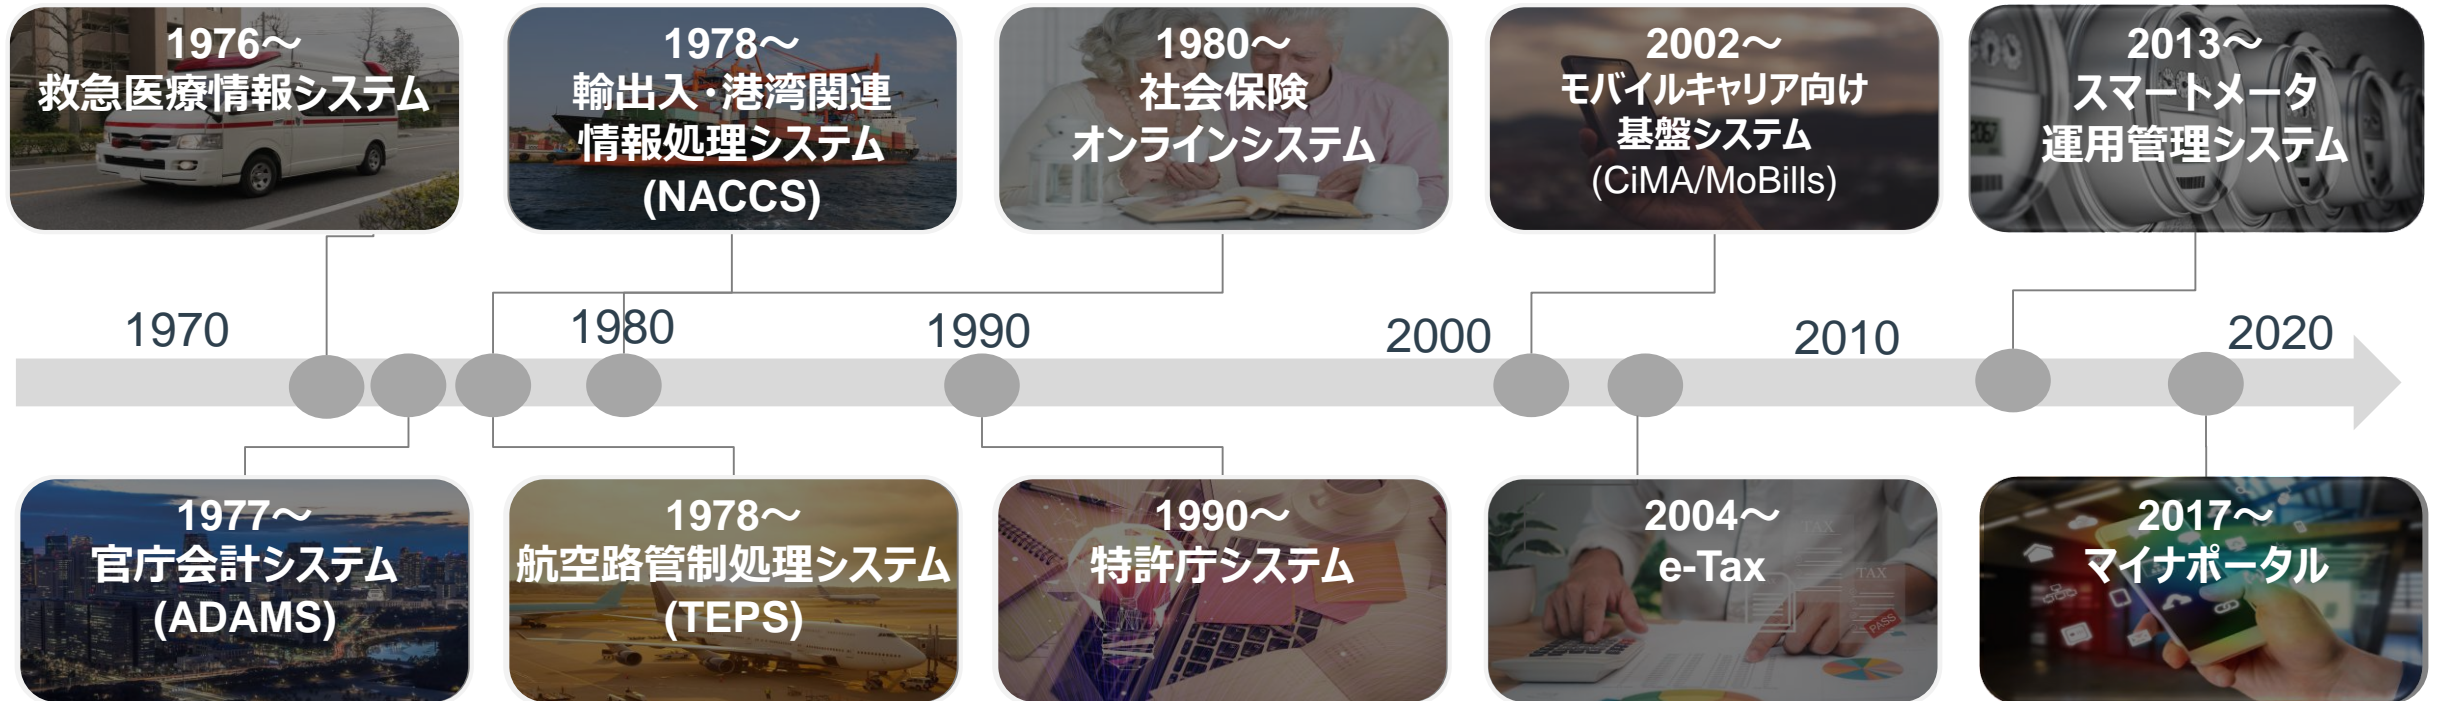 1976～
救急医療情報システム
1978～
輸出入・港湾関連
情報処理システム
(NACCS)
1980～
社会保険
オンラインシステム
2002～
モバイルキャリア向け
基盤システム
(CiMA/MoBills)
2013～
スマートメータ
運用管理システム
1970
1980
1990
2000
2010
2020
1977～
官庁会計システム
(ADAMS)
1978～
航空路管制処理システム
(TEPS)
1990～
特許庁システム
2004～
e-Tax
TAX
TAX
PASS
2017～
マイナポータル